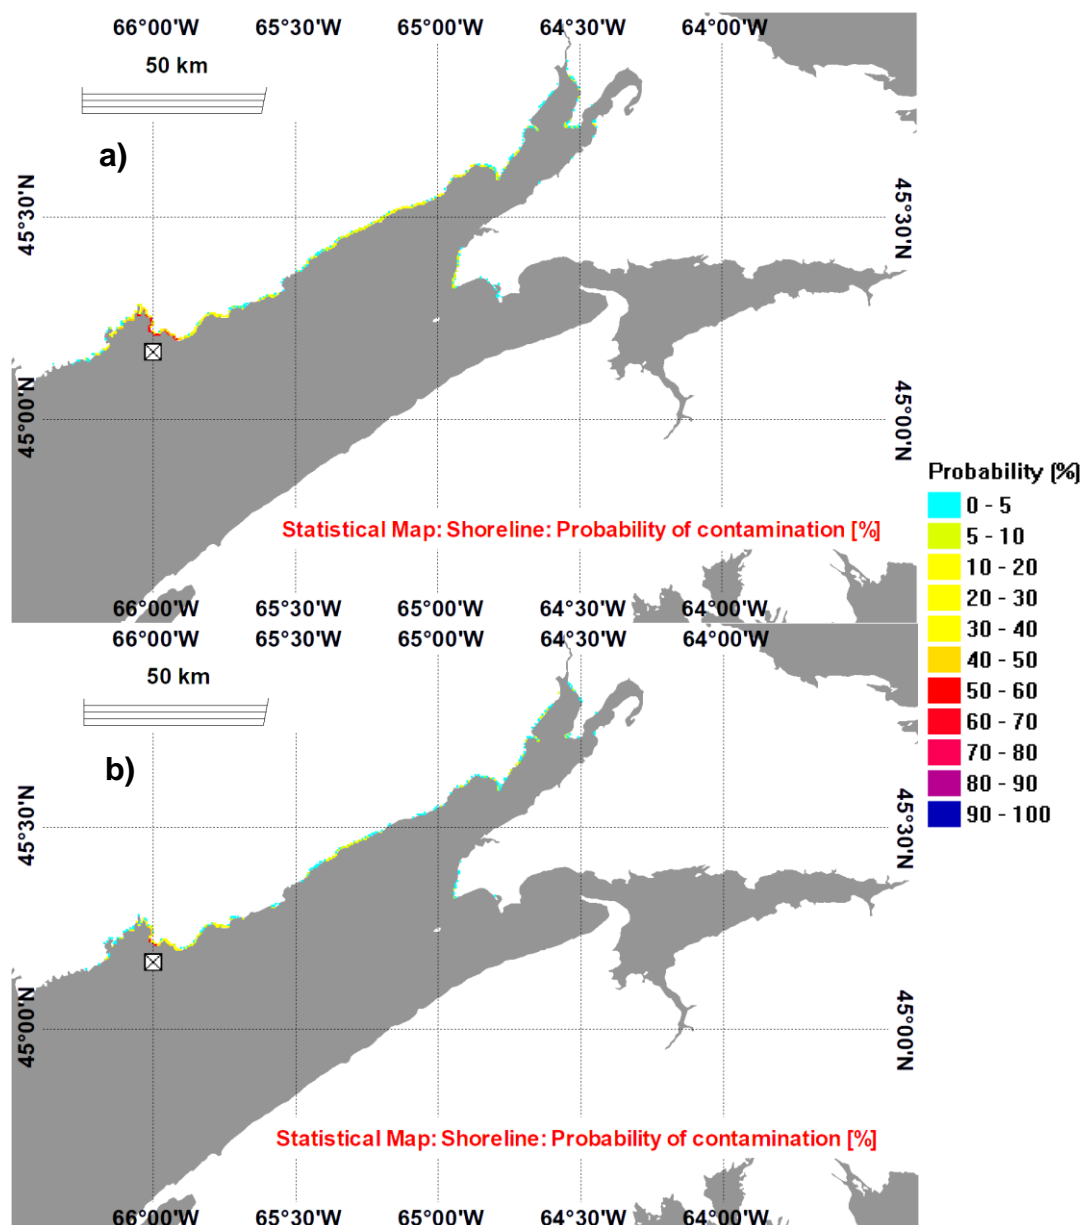 66°00'W 65°30'W 65°00'W 64°30'W 64°00'W
50 km
a)
45°30'N 45°30'N
45°00'N 45°00'N
Statistical Map: Shoreline: Probability of contamination [%]
66°00'W 65°30'W 65°00'W 64°30'W 64°00'W
Probability [%]
0 - 5
5 - 10
10 - 20
20 - 30
30 - 40
40 - 50
50 - 60
60 - 70
70 - 80
80 - 90
90 - 100
66°00'W 65°30'W 65°00'W 64°30'W 64°00'W
50 km
b)
45°30'N 45°30'N
45°00'N 45°00'N
Statistical Map: Shoreline: Probability of contamination [%]
66°00'W 65°30'W 65°00'W 64°30'W 64°00'W